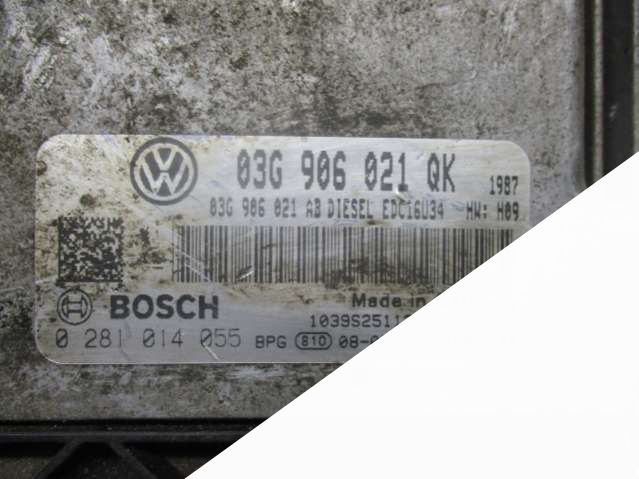 03G 906 021 QK 1987
03G 906 021 AB DIESEL EDC16U34 HW: H09
BOSCH
Made in
0 281 014 055 BPG 810